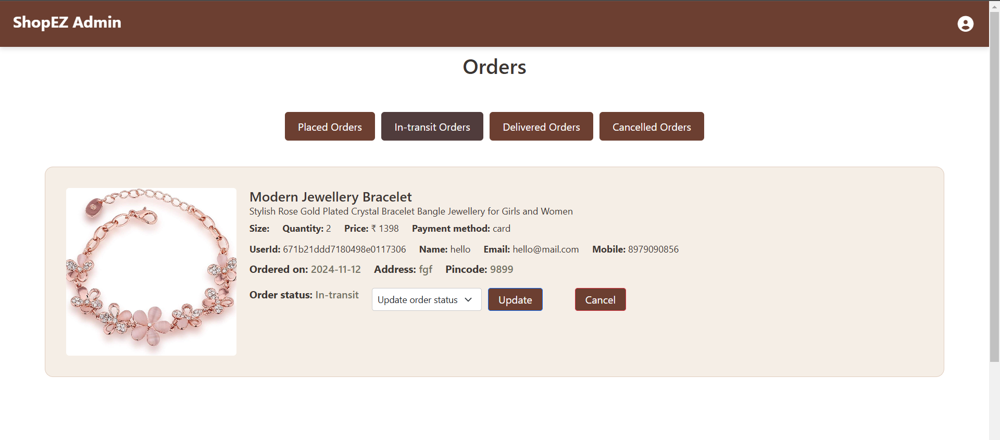 ShopEZ Admin
Orders
Placed Orders In-transit Orders Delivered Orders Cancelled Orders
Modern Jewellery Bracelet
Stylish Rose Gold Plated Crystal Bracelet Bangle Jewellery for Girls and Women
Size: Quantity: 2 Price: ₹ 1398 Payment method: card
UserId: 671b21ddd7180498e0117306 Name: hello Email: hello@mail.com Mobile: 8979090856
Ordered on: 2024-11-12 Address: fgf Pincode: 9899
Order status: In-transit Update order status Update Cancel